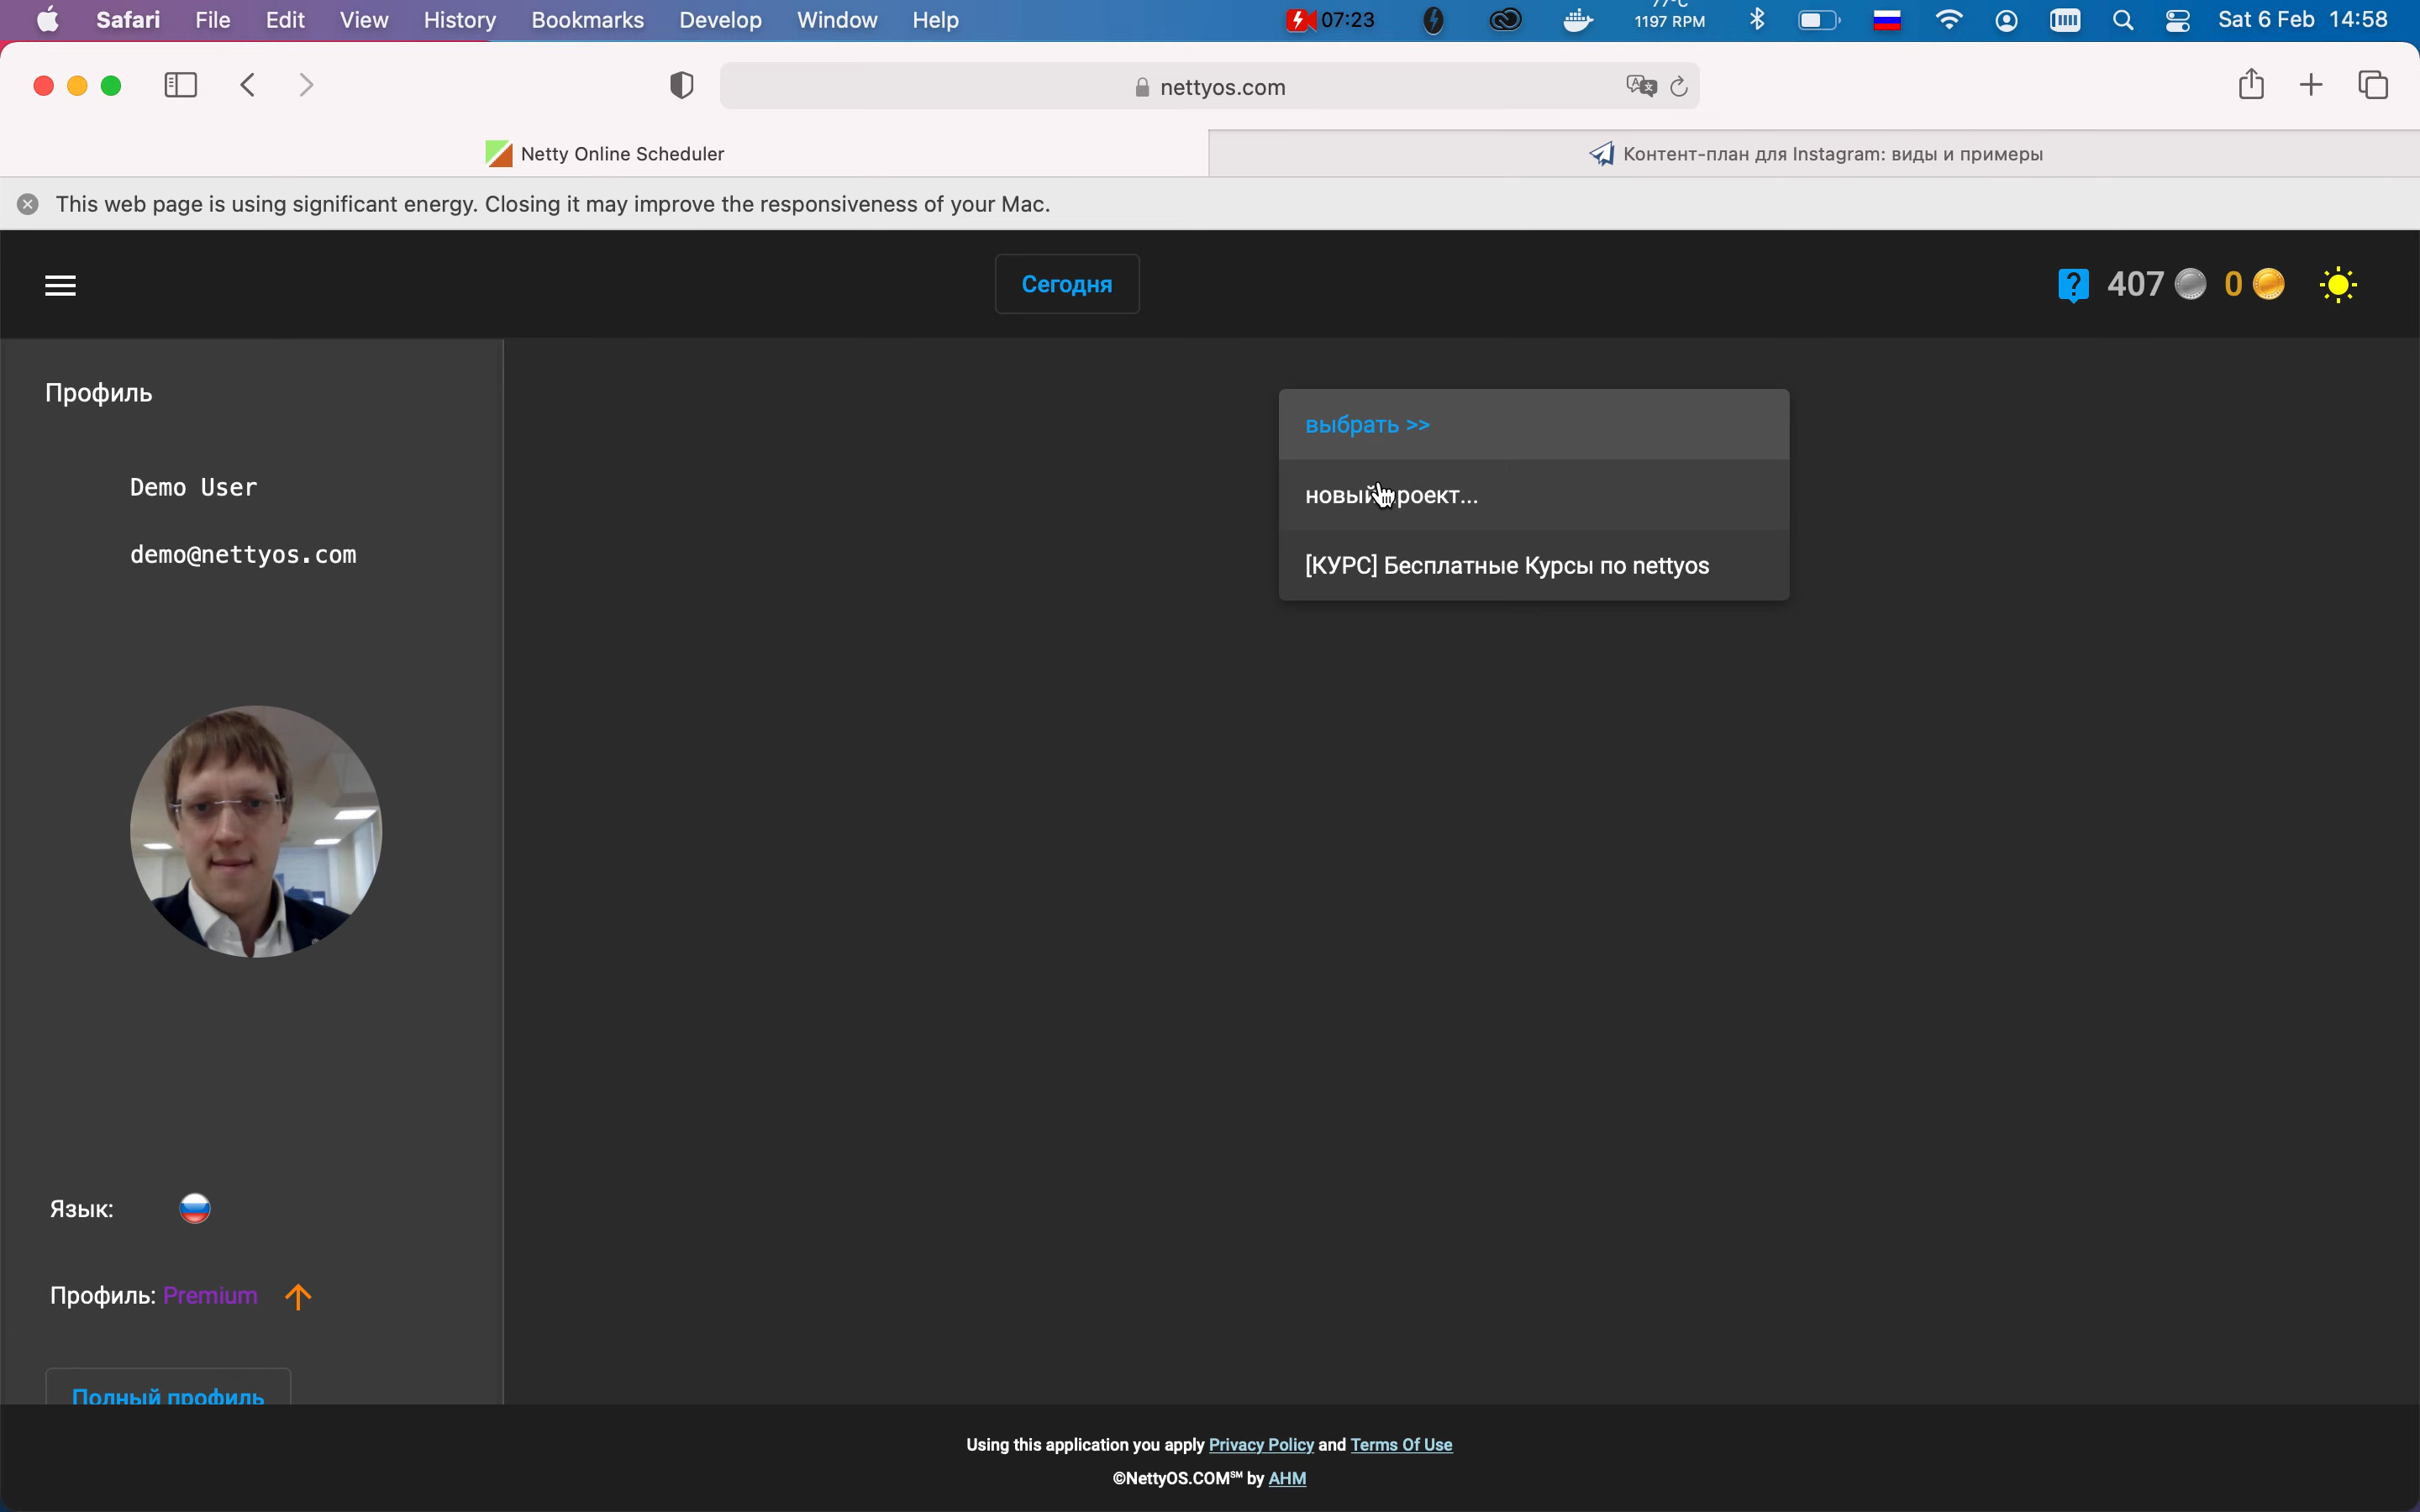 Safari File Edit View History Bookmarks Develop Window Help 07:23 77°C 1197 RPM Sat 6 Feb 14:58
nettyos.com
Netty Online Scheduler
Контент-план для Instagram: виды и примеры
This web page is using significant energy. Closing it may improve the responsiveness of your Mac.
Сегодня
? 407 0
Профиль
выбрать >>
Demo User
новый проект...
demo@nettyos.com
[КУРС] Бесплатные Курсы по nettyos
Язык:
Профиль: Premium
Полный профиль
Using this application you apply Privacy Policy and Terms Of Use
©NettyOS.COM℠ by AHM